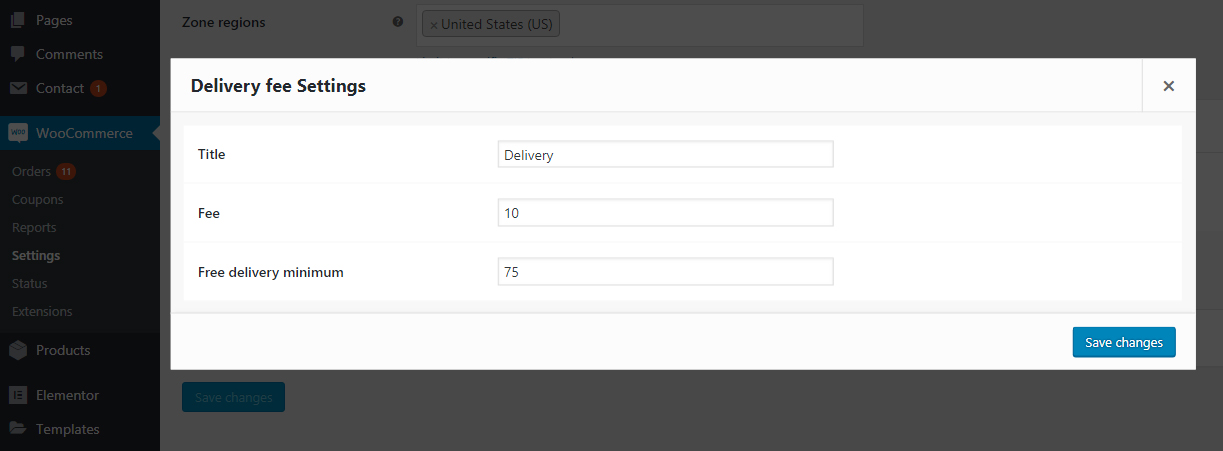 Pages
Comments
Contact 1
WooCommerce
Orders 11
Coupons
Reports
Settings
Status
Extensions
Products
Elementor
Templates
Zone regions ?
× United States (US)
Delivery fee Settings ×
Title Delivery
Fee 10
Free delivery minimum 75
Save changes
Save changes